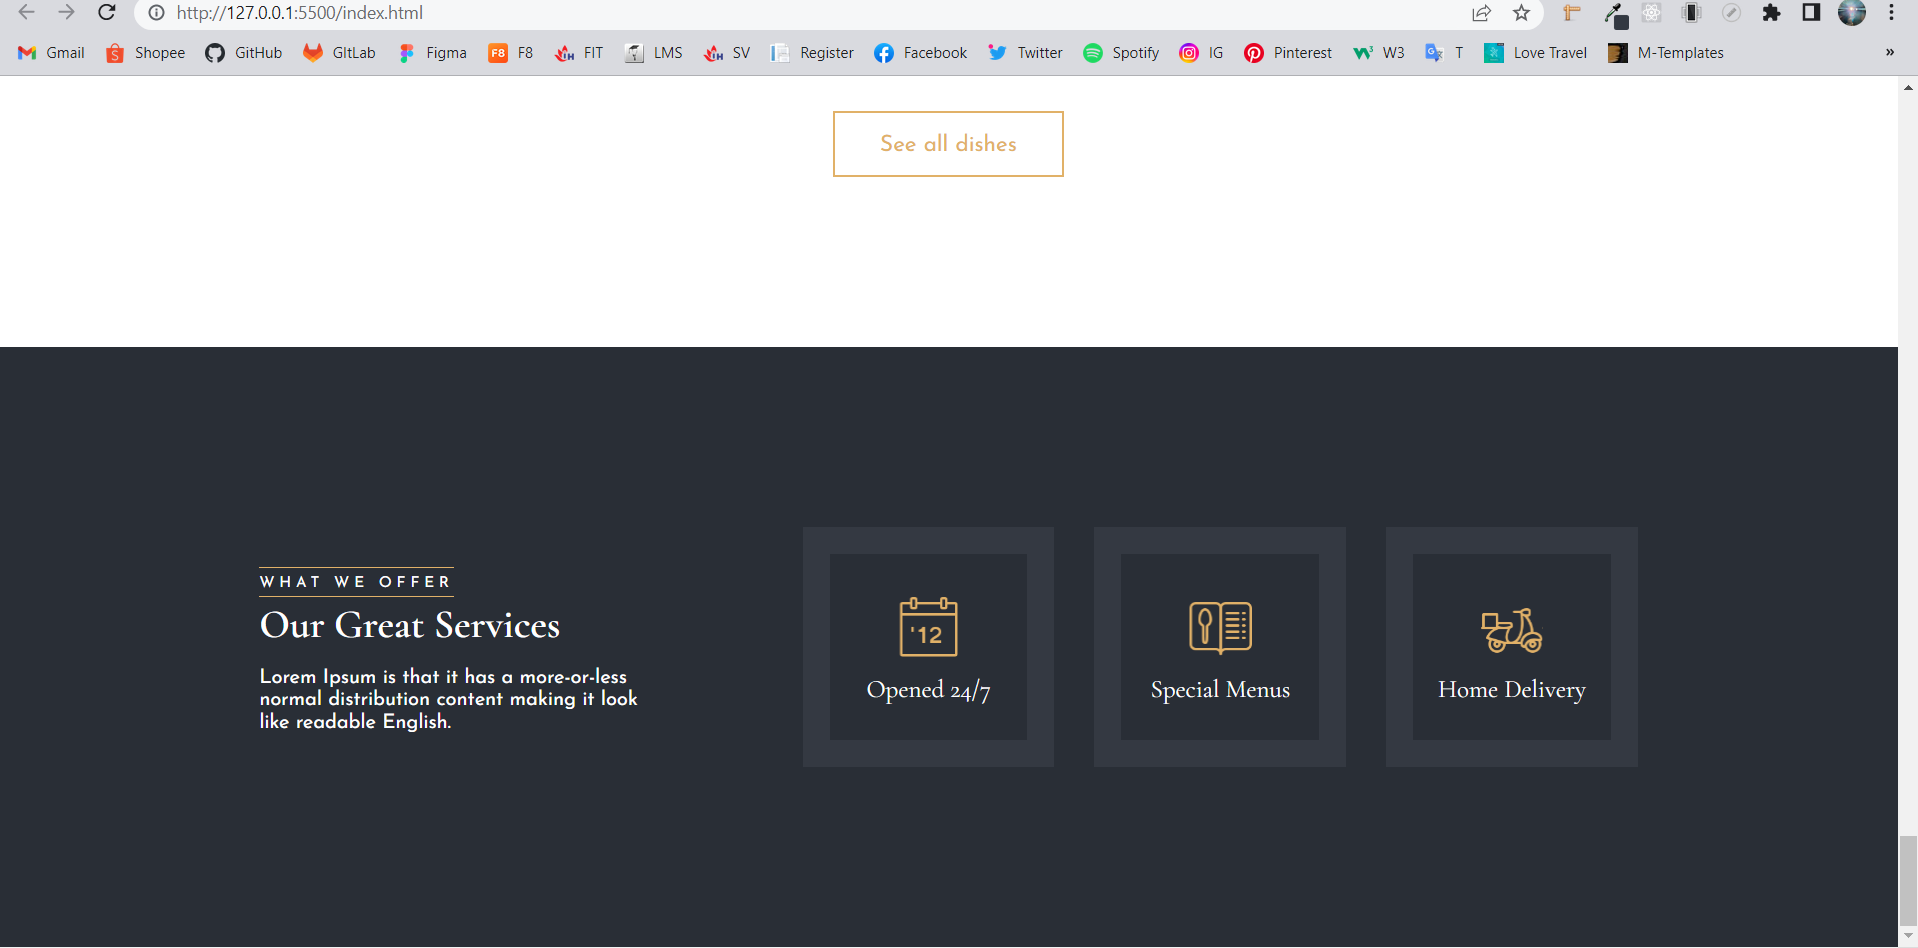 http://127.0.0.1:5500/index.html
Gmail Shopee GitHub GItLab Figma F8 F8 FIT LMS SV Register Facebook Twitter Spotify IG Pinterest W3 T Love Travel M-Templates »
See all dishes
WHAT WE OFFER
Our Great Services
Lorem Ipsum is that it has a more-or-less
normal distribution content making it look
like readable English.
'12
Opened 24/7
Special Menus
Home Delivery